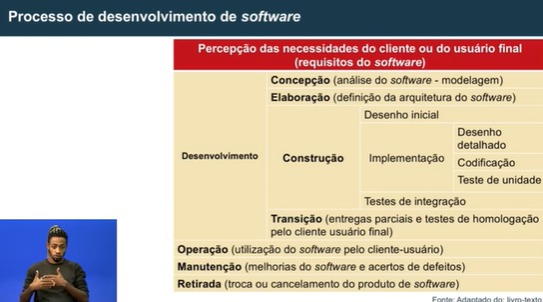 Processo de desenvolvimento de software
Percepção das necessidades do cliente ou do usuário final
(requisitos do software)
Desenvolvimento
Concepção (análise do software - modelagem)
Elaboração (definição da arquitetura do software)
Construção
Desenho inicial
Implementação
Desenho
detalhado
Codificação
Teste de unidade
Testes de integração
Transição (entregas parciais e testes de homologação
pelo cliente usuário final)
Operação (utilização do software pelo cliente-usuário)
Manutenção (melhorias do software e acertos de defeitos)
Retirada (troca ou cancelamento do produto de software)
Fonte: Adaptado do: livro-texto